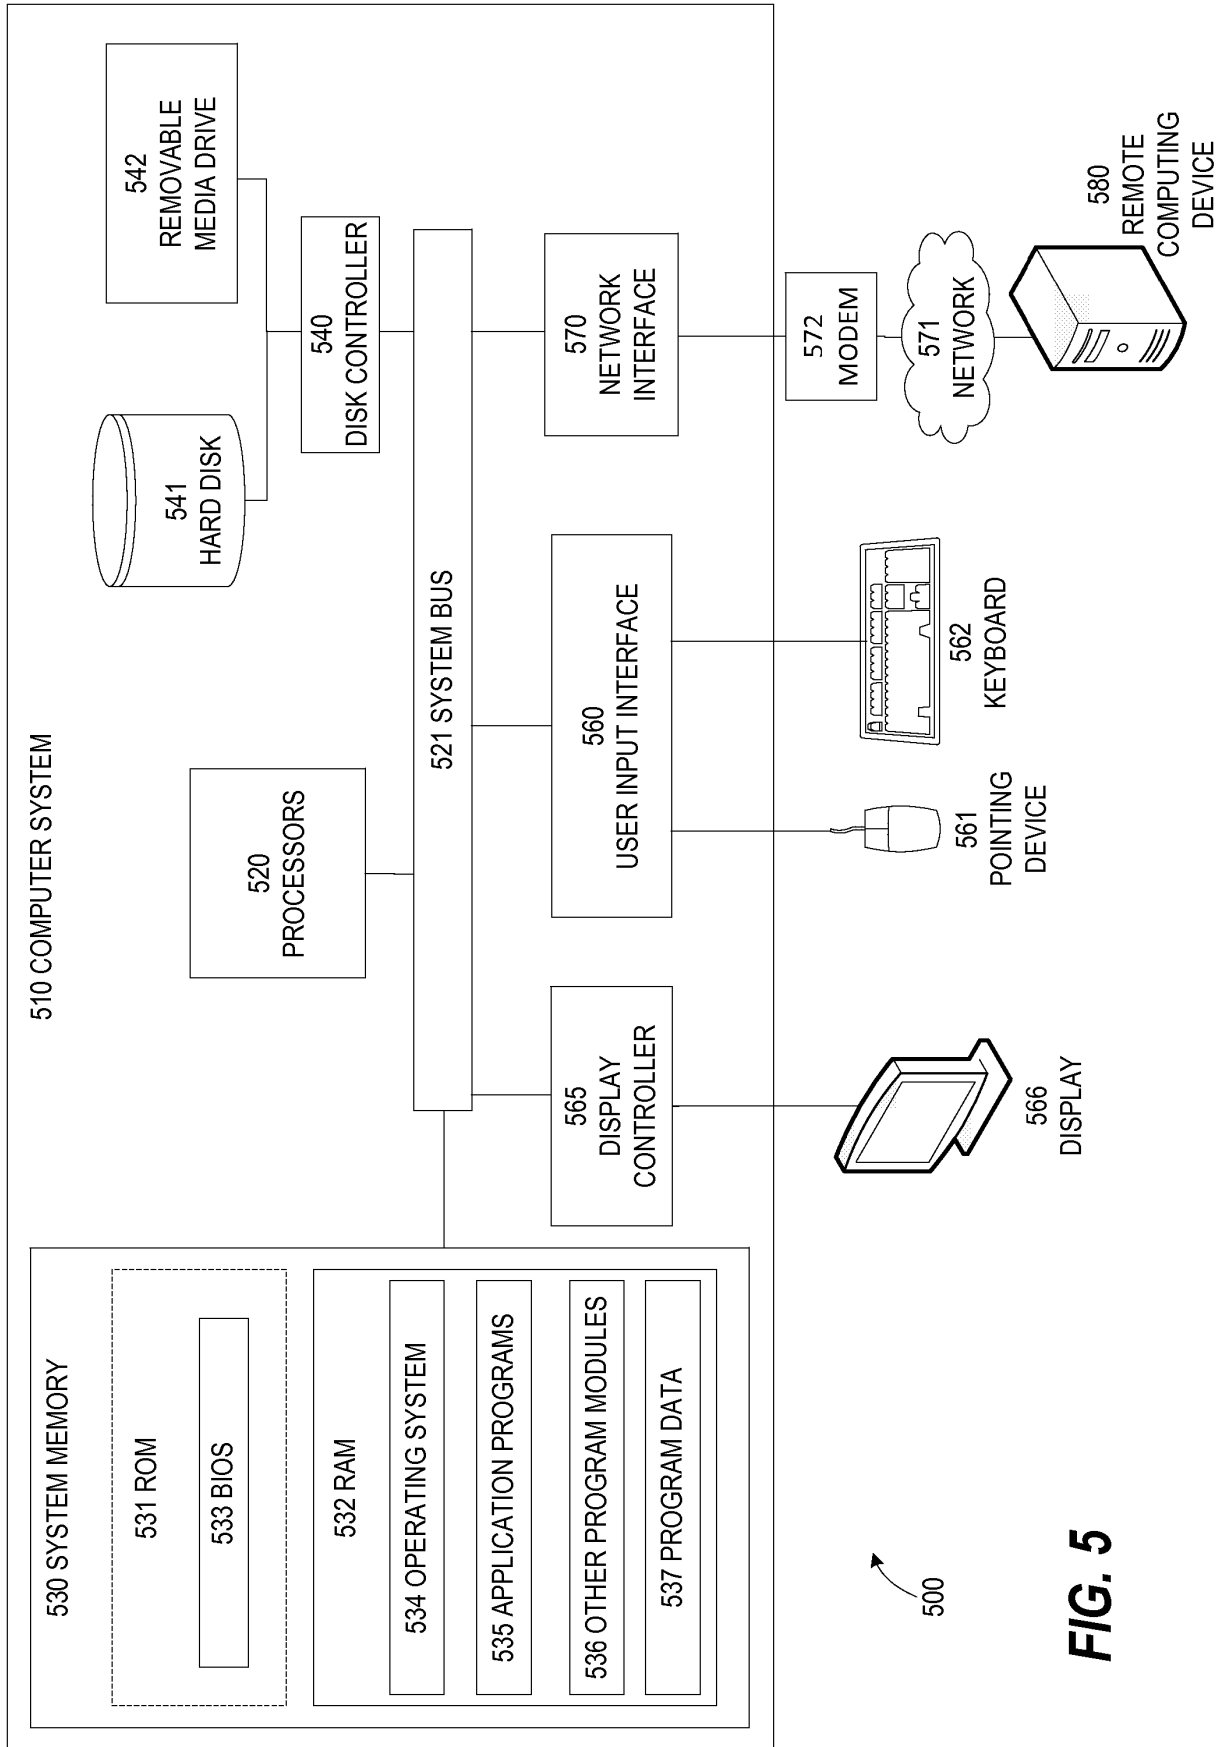 510 COMPUTER SYSTEM
530 SYSTEM MEMORY
531 ROM
533 BIOS
532 RAM
534 OPERATING SYSTEM
535 APPLICATION PROGRAMS
536 OTHER PROGRAM MODULES
537 PROGRAM DATA
520
PROCESSORS
541
HARD DISK
542
REMOVABLE
MEDIA DRIVE
540
DISK CONTROLLER
521 SYSTEM BUS
565
DISPLAY
CONTROLLER
560
USER INPUT INTERFACE
570
NETWORK
INTERFACE
572
MODEM
571
NETWORK
580
REMOTE
COMPUTING
DEVICE
566
DISPLAY
561
POINTING
DEVICE
562
KEYBOARD
500
FIG. 5